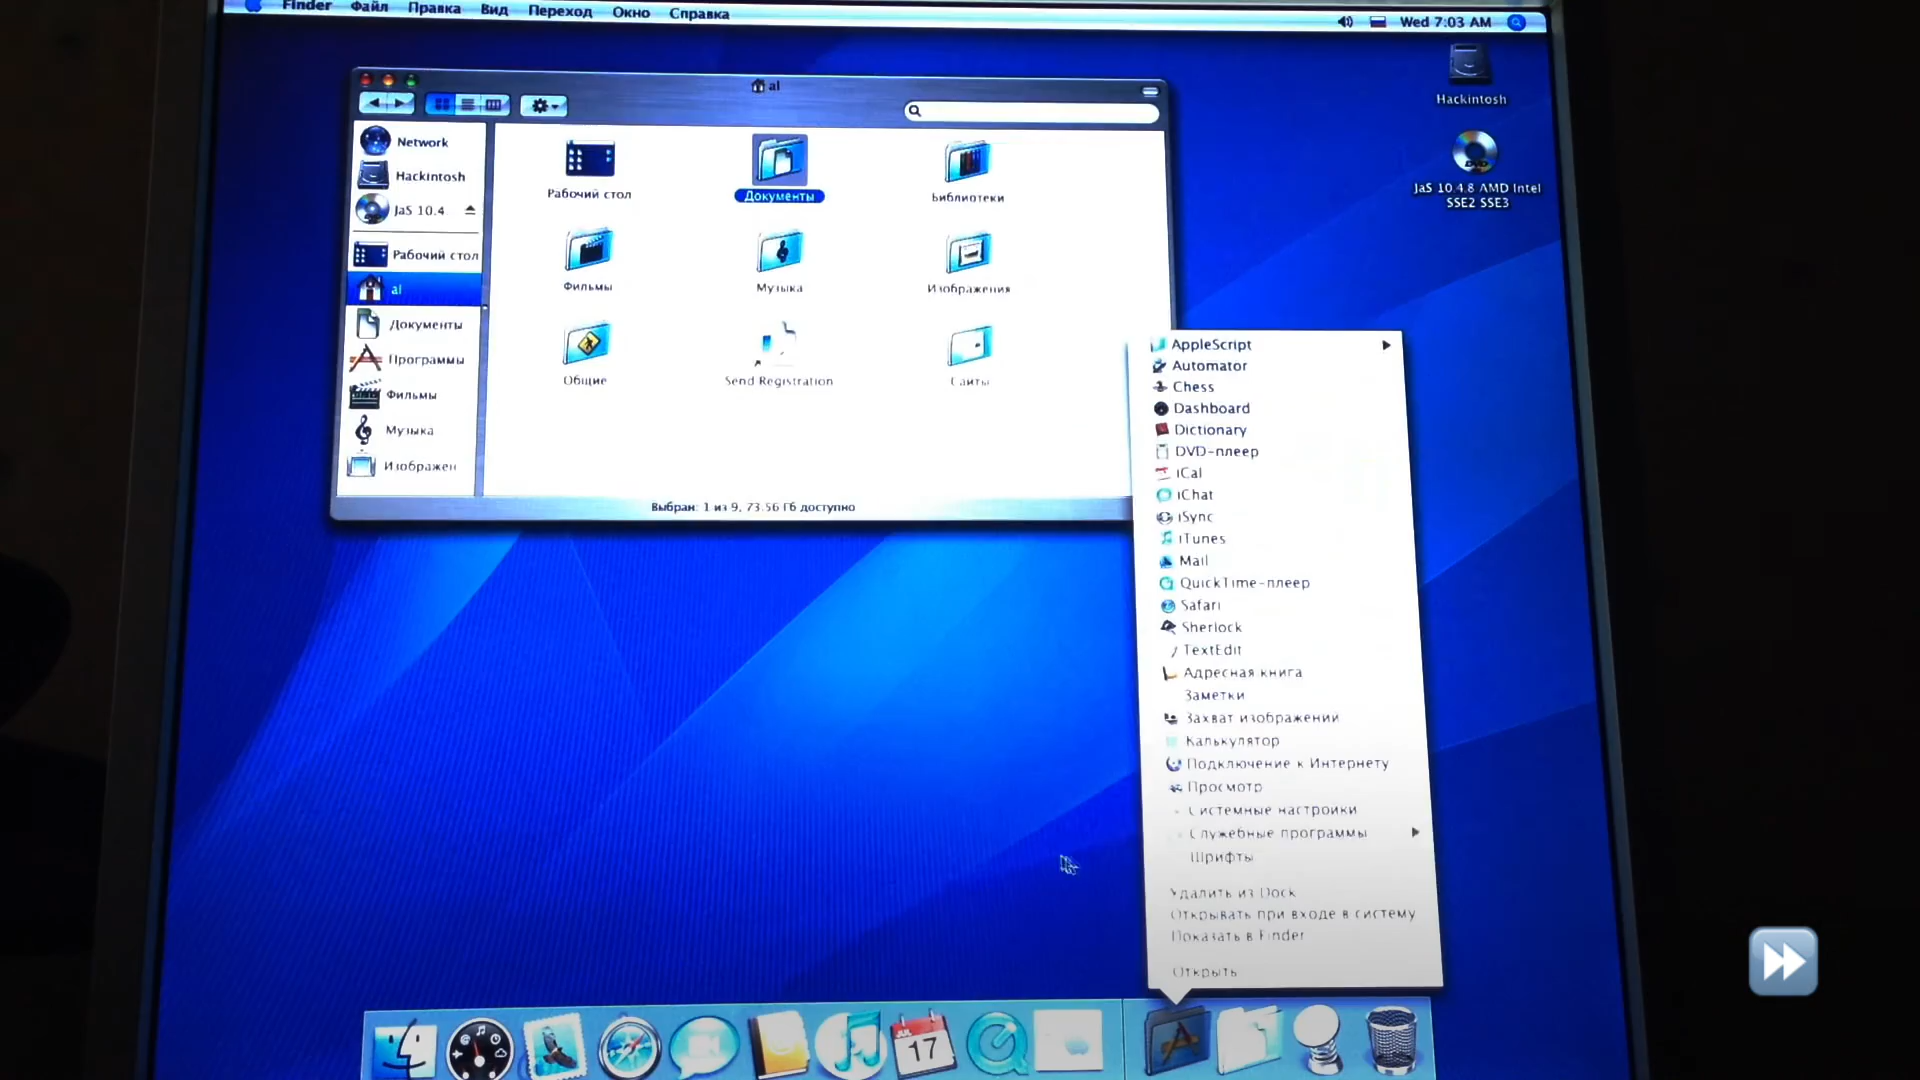 Finder Файл Правка Вид Переход Окно Справка
Wed 7:03 AM
al
Network
Hackintosh
JaS 10.4
Рабочий стол
al
Документы
Программы
Фильмы
Музыка
Изображен
Рабочий стол
Документы
Библиотеки
Фильмы
Музыка
Изображения
Общие
Send Registration
Сайты
Выбран: 1 из 9, 73.56 Гб доступно
Hackintosh
DVD
JaS 10.4.8 AMD Intel
SSE2 SSE3
AppleScript
Automator
Chess
Dashboard
Dictionary
DVD-плеер
iCal
iChat
iSync
iTunes
Mail
QuickTime-плеер
Safari
Sherlock
TextEdit
Адресная книга
Заметки
Захват изображений
Калькулятор
Подключение к Интернету
Просмотр
Системные настройки
Служебные программы
Шрифты
Удалить из Dock
Открывать при входе в систему
Показать в Finder
Открыть
JUL
17